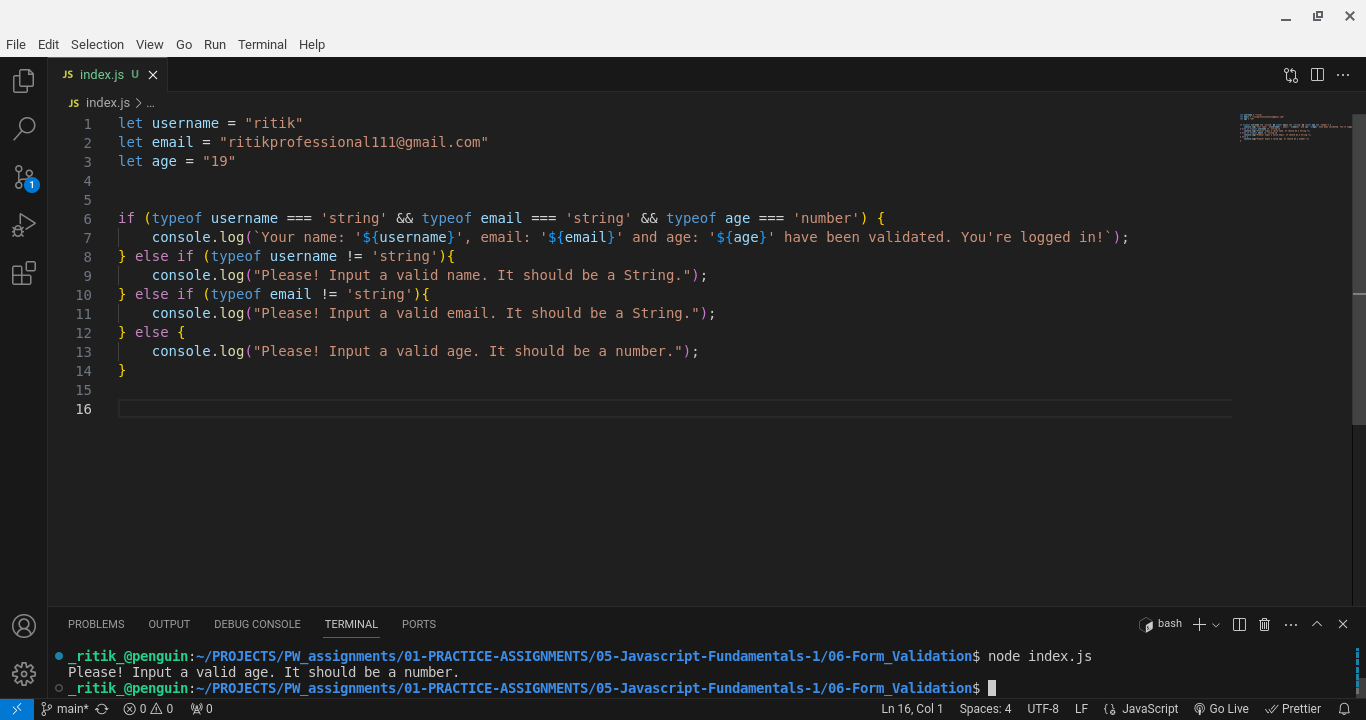 File Edit Selection View Go Run Terminal Help
JS index.js U
JS index.js > ...
1 let username = "ritik"
2 let email = "ritikprofessional111@gmail.com"
3 let age = "19"
4
5
6 if (typeof username === 'string' && typeof email === 'string' && typeof age === 'number') {
7     console.log(`Your name: '${username}', email: '${email}' and age: '${age}' have been validated. You're logged in!`);
8 } else if (typeof username != 'string'){
9     console.log("Please! Input a valid name. It should be a String.");
10 } else if (typeof email != 'string'){
11     console.log("Please! Input a valid email. It should be a String.");
12 } else {
13     console.log("Please! Input a valid age. It should be a number.");
14 }
15
16
1
PROBLEMS OUTPUT DEBUG CONSOLE TERMINAL PORTS bash
_ritik_@penguin:~/PROJECTS/PW_assignments/01-PRACTICE-ASSIGNMENTS/05-Javascript-Fundamentals-1/06-Form_Validation$ node index.js
Please! Input a valid age. It should be a number.
_ritik_@penguin:~/PROJECTS/PW_assignments/01-PRACTICE-ASSIGNMENTS/05-Javascript-Fundamentals-1/06-Form_Validation$
main* 0 0 0 Ln 16, Col 1 Spaces: 4 UTF-8 LF {} JavaScript Go Live Prettier